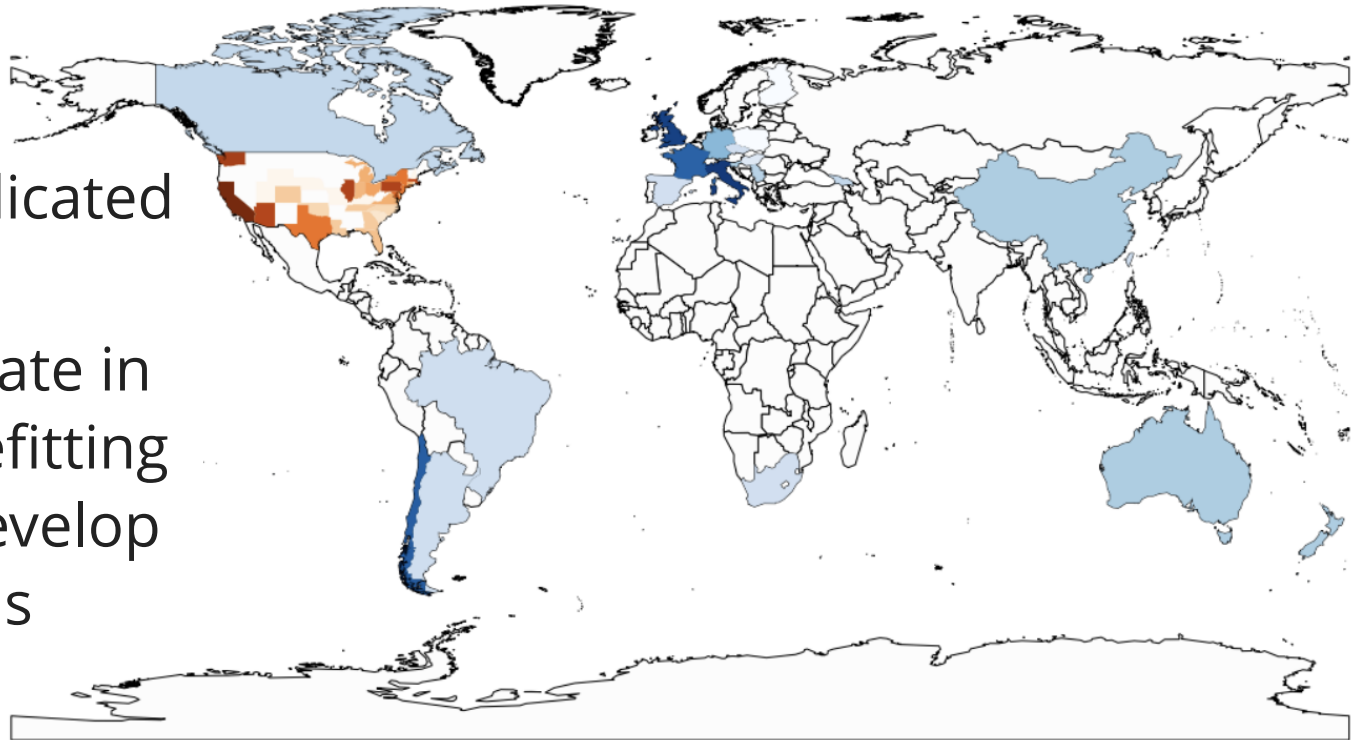 licated
ate in
efitting
evelop
s